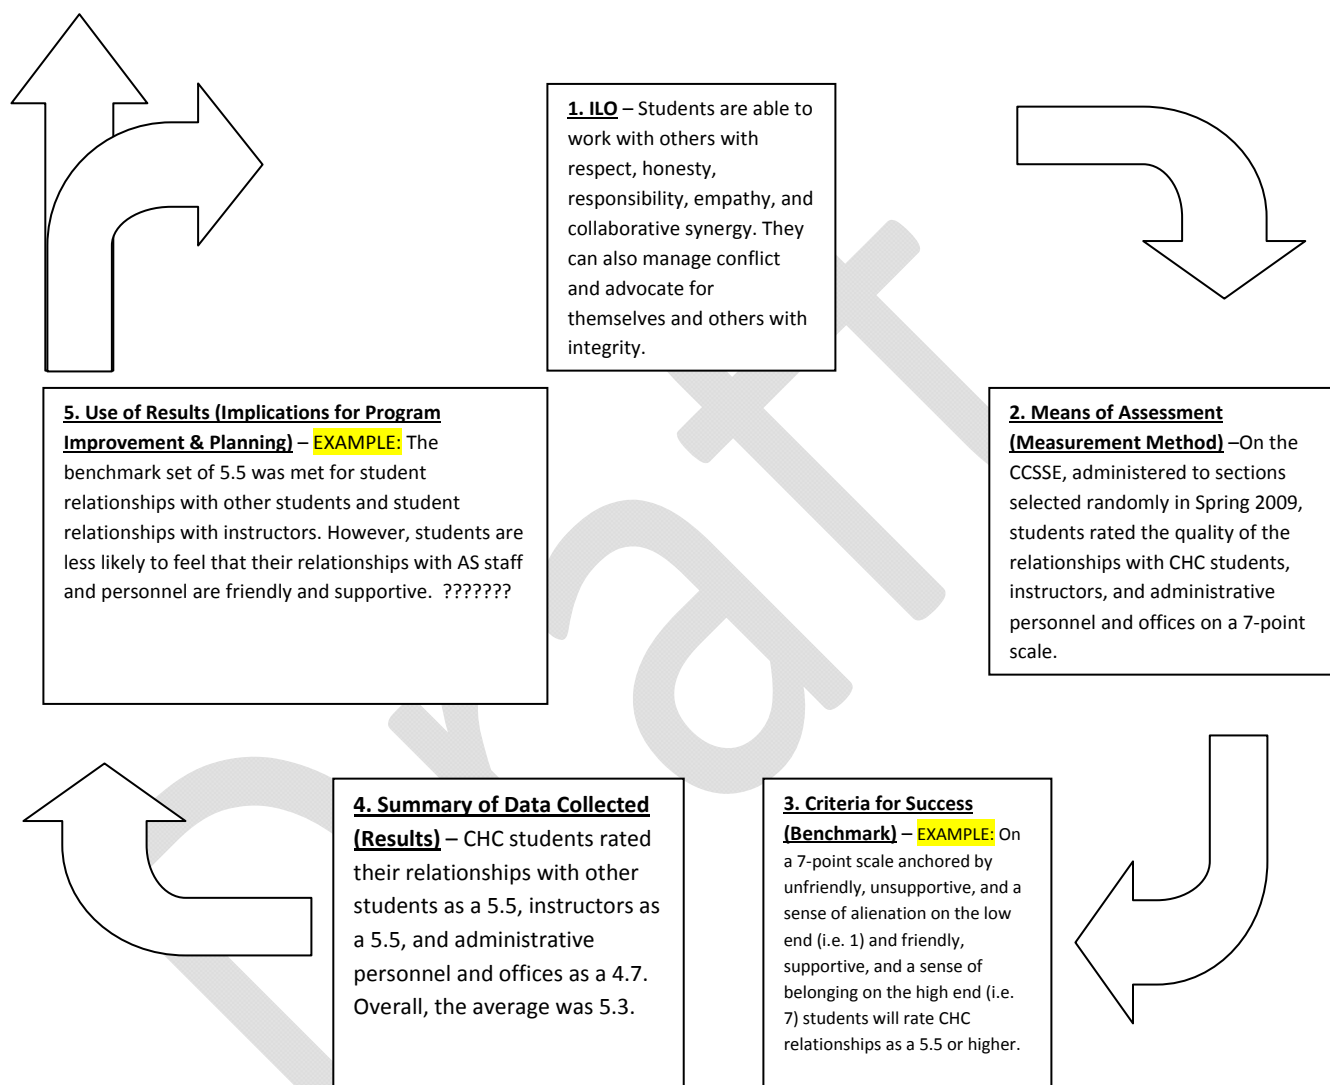 1. ILO – Students are able to
work with others with
respect, honesty,
responsibility, empathy, and
collaborative synergy. They
can also manage conflict
and advocate for
themselves and others with
integrity.
2. Means of Assessment
(Measurement Method) –On the
CCSSE, administered to sections
selected randomly in Spring 2009,
students rated the quality of the
relationships with CHC students,
instructors, and administrative
personnel and offices on a 7-point
scale.
3. Criteria for Success
(Benchmark) – EXAMPLE: On
a 7-point scale anchored by
unfriendly, unsupportive, and a
sense of alienation on the low
end (i.e. 1) and friendly,
supportive, and a sense of
belonging on the high end (i.e.
7) students will rate CHC
relationships as a 5.5 or higher.
4. Summary of Data Collected
(Results) – CHC students rated
their relationships with other
students as a 5.5, instructors as
a 5.5, and administrative
personnel and offices as a 4.7.
Overall, the average was 5.3.
5. Use of Results (Implications for Program
Improvement & Planning) – EXAMPLE: The
benchmark set of 5.5 was met for student
relationships with other students and student
relationships with instructors. However, students are
less likely to feel that their relationships with AS staff
and personnel are friendly and supportive.  ???????
Draft